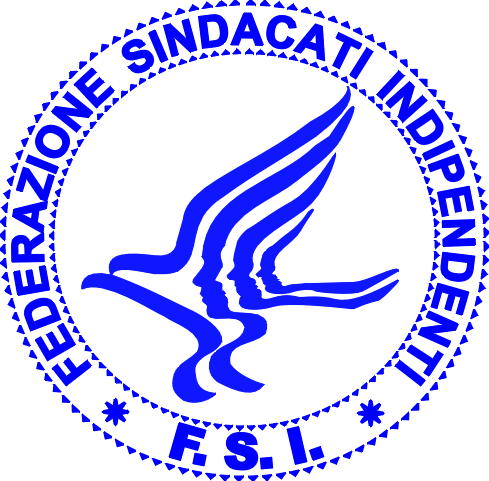 FEDERAZIONE SINDACATI INDIPENDENTI
F. S. I.